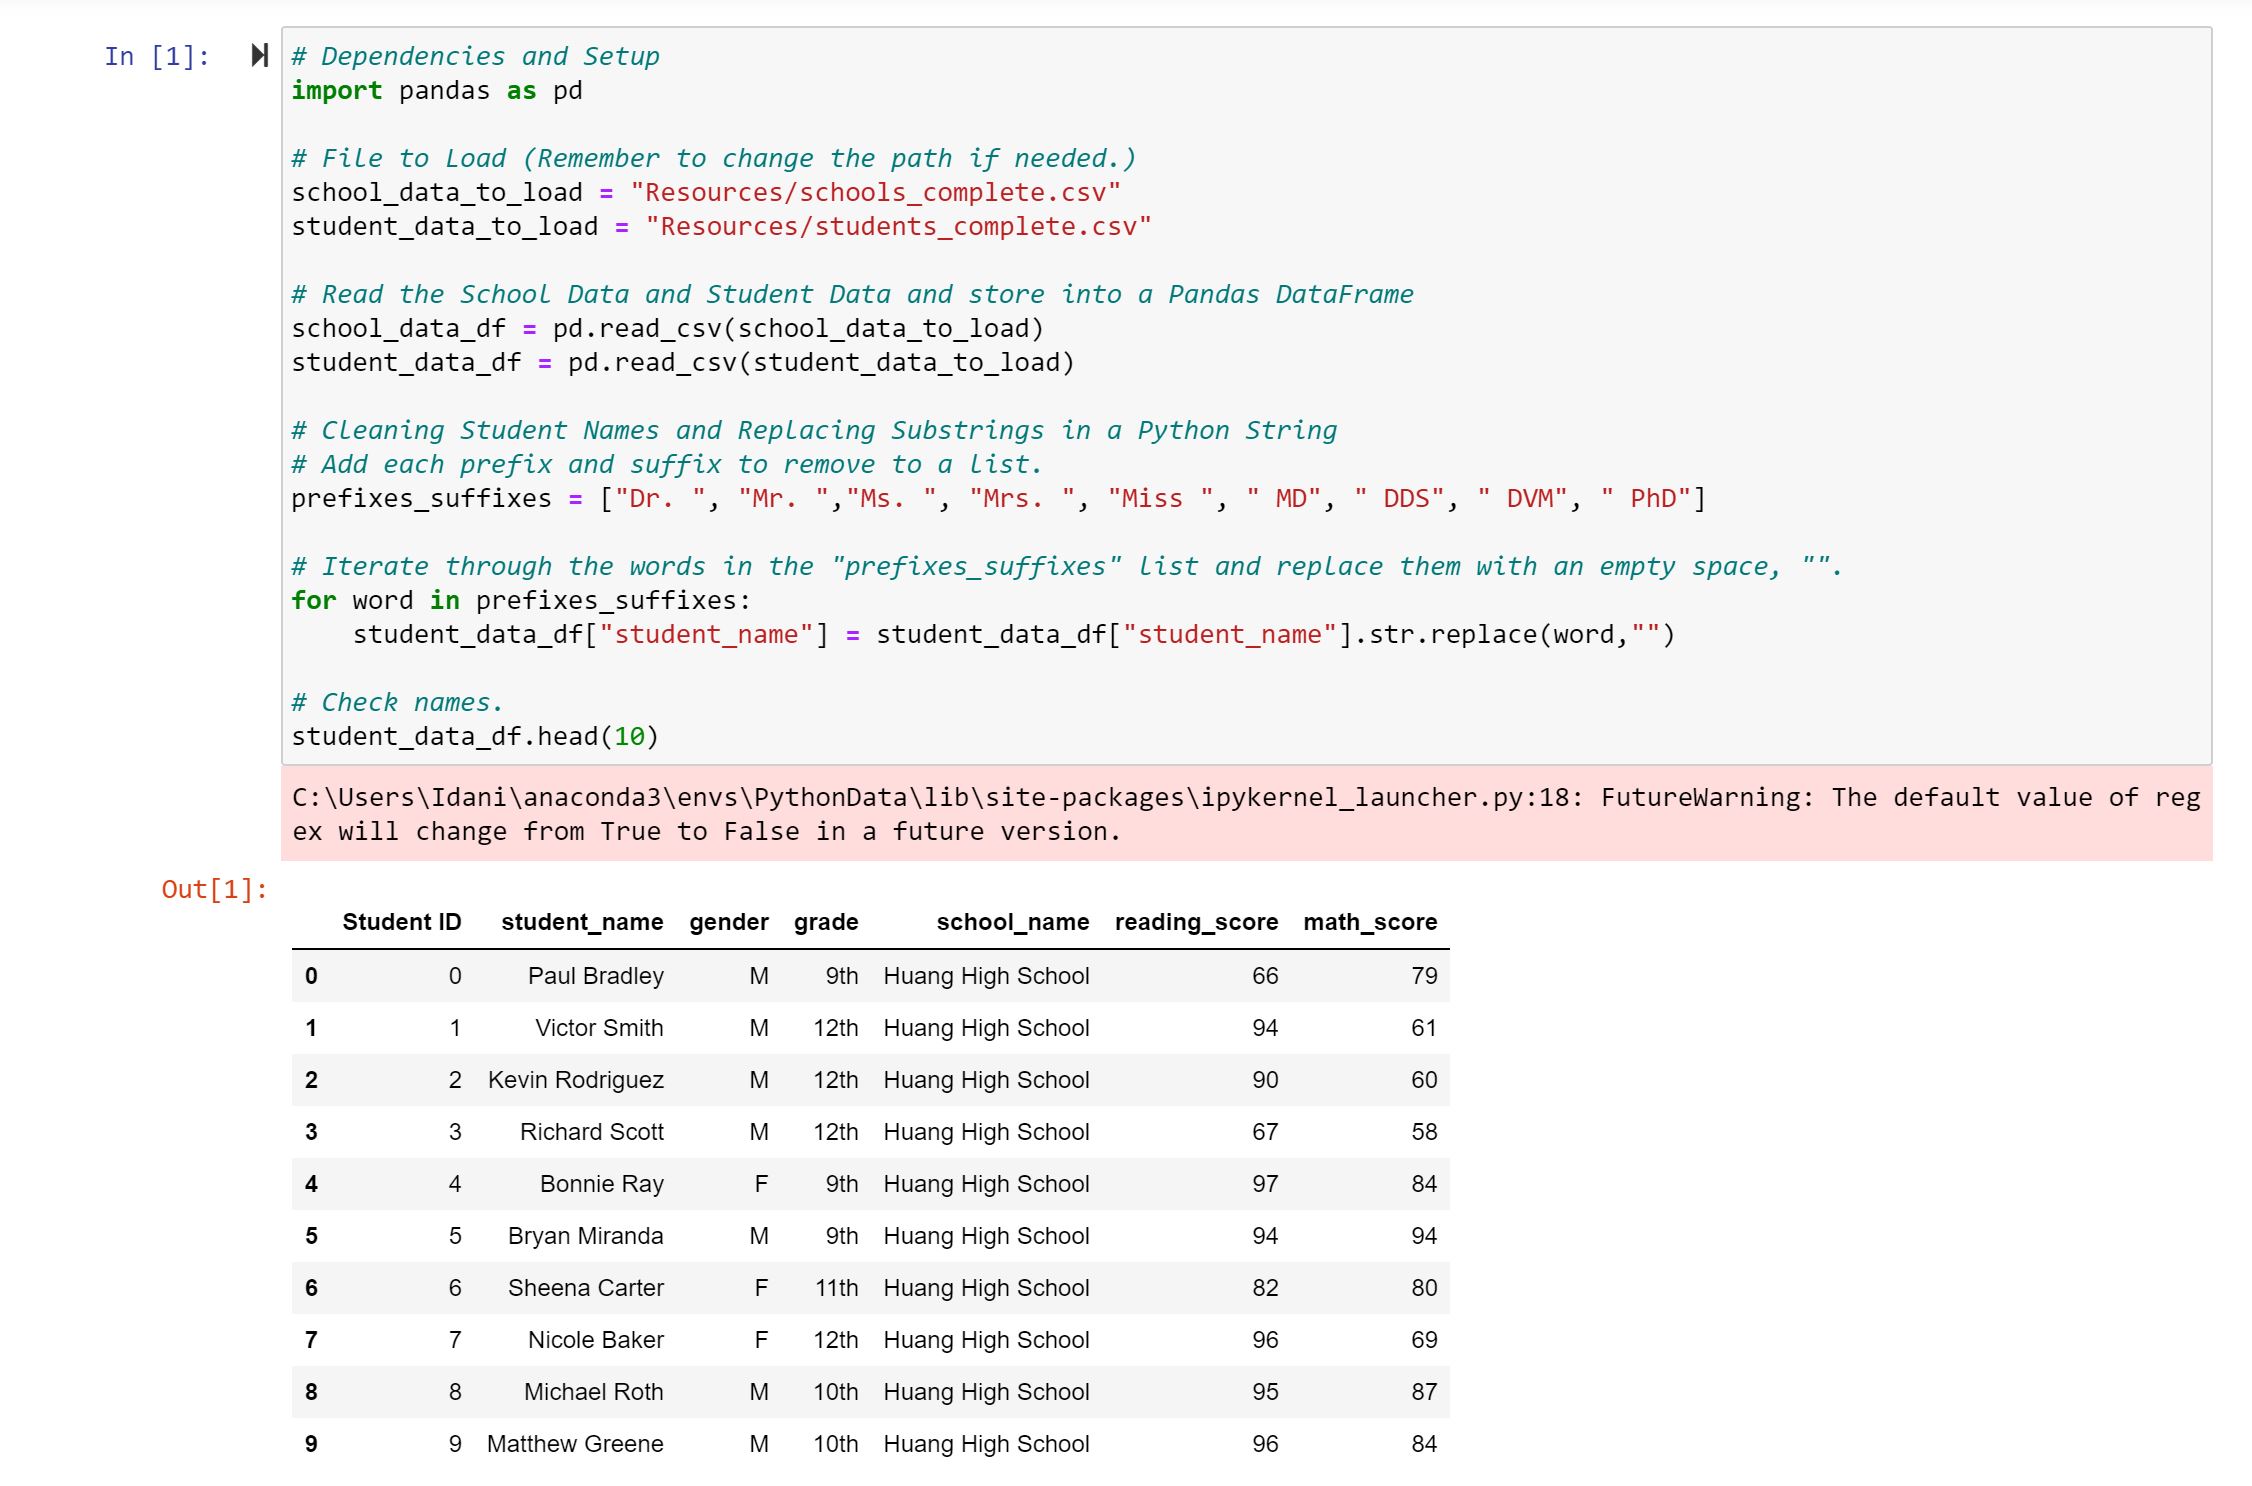 In [1]:
# Dependencies and Setup
import pandas as pd
# File to Load (Remember to change the path if needed.)
school_data_to_load = "Resources/schools_complete.csv"
student_data_to_load = "Resources/students_complete.csv"
# Read the School Data and Student Data and store into a Pandas DataFrame
school_data_df = pd.read_csv(school_data_to_load)
student_data_df = pd.read_csv(student_data_to_load)
# Cleaning Student Names and Replacing Substrings in a Python String
# Add each prefix and suffix to remove to a list.
prefixes_suffixes = ["Dr. ", "Mr. ","Ms. ", "Mrs. ", "Miss ", " MD", " DDS", " DVM", " PhD"]
# Iterate through the words in the "prefixes_suffixes" list and replace them with an empty space, "".
for word in prefixes_suffixes:
    student_data_df["student_name"] = student_data_df["student_name"].str.replace(word,"")
# Check names.
student_data_df.head(10)
C:\Users\Idani\anaconda3\envs\PythonData\lib\site-packages\ipykernel_launcher.py:18: FutureWarning: The default value of reg
ex will change from True to False in a future version.
Out[1]:
Student ID student_name gender grade school_name reading_score math_score
0 0 Paul Bradley M 9th Huang High School 66 79
1 1 Victor Smith M 12th Huang High School 94 61
2 2 Kevin Rodriguez M 12th Huang High School 90 60
3 3 Richard Scott M 12th Huang High School 67 58
4 4 Bonnie Ray F 9th Huang High School 97 84
5 5 Bryan Miranda M 9th Huang High School 94 94
6 6 Sheena Carter F 11th Huang High School 82 80
7 7 Nicole Baker F 12th Huang High School 96 69
8 8 Michael Roth M 10th Huang High School 95 87
9 9 Matthew Greene M 10th Huang High School 96 84